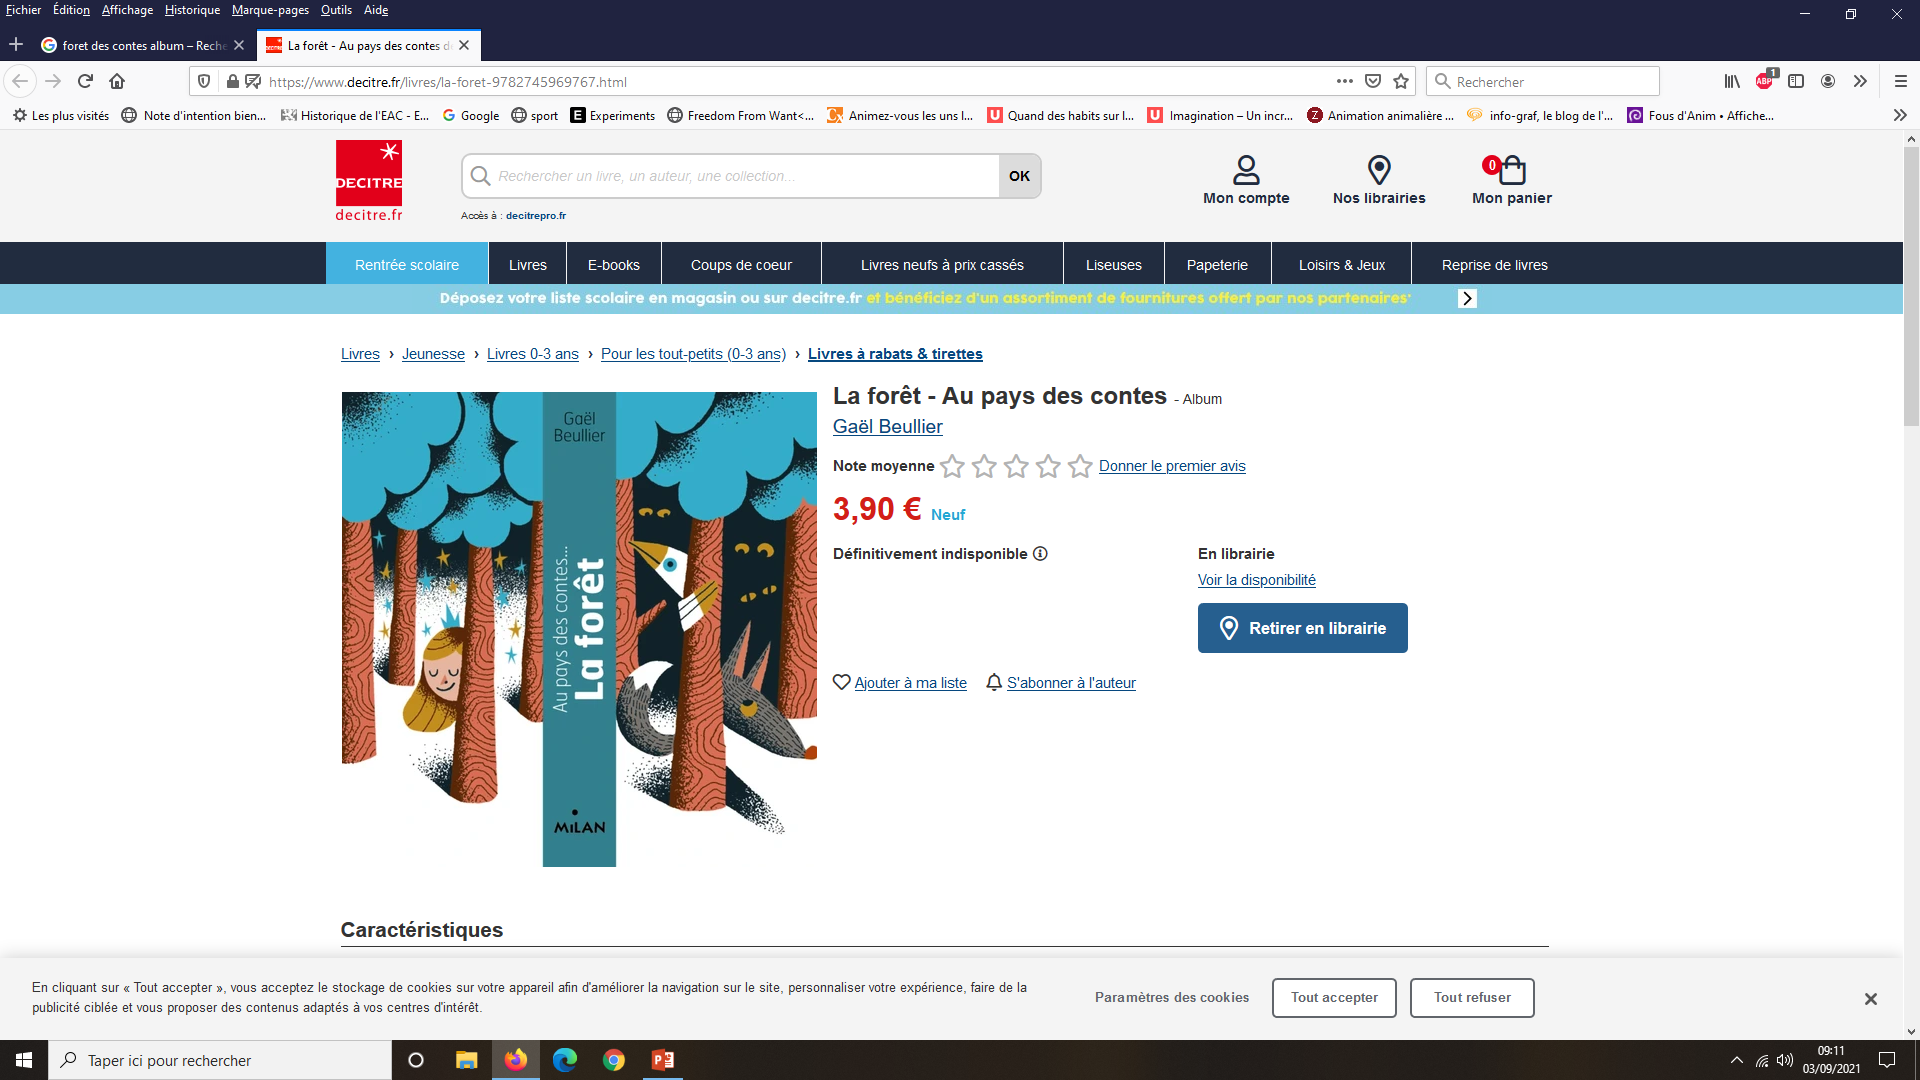 Fichier Édition Affichage Historique Marque-pages Outils Aide
foret des contes album – Reche
La forêt - Au pays des contes d
https://www.decitre.fr/livres/la-foret-9782745969767.html
Rechercher
ABP
1
Les plus visités
Note d'intention bien...
Historique de l'EAC - E...
Google
sport
Experiments
Freedom From Want<...
Animez-vous les uns l...
Quand des habits sur l...
Imagination – Un incr...
Animation animalière ...
info-graf, le blog de l'...
Fous d'Anim • Affiche...
DECITRE
decitre.fr
Rechercher un livre, un auteur, une collection...
OK
Accès à : decitrepro.fr
Mon compte
Nos librairies
0
Mon panier
Rentrée scolaire
Livres
E-books
Coups de coeur
Livres neufs à prix cassés
Liseuses
Papeterie
Loisirs & Jeux
Reprise de livres
Déposez votre liste scolaire en magasin ou sur decitre.fr et bénéficiez d'un assortiment de fournitures offert par nos partenaires*
Livres › Jeunesse › Livres 0-3 ans › Pour les tout-petits (0-3 ans) › Livres à rabats & tirettes
Gaël
Beullier
Au pays des contes...
La forêt
MiLAN
La forêt - Au pays des contes - Album
Gaël Beullier
Note moyenne
Donner le premier avis
3,90 € Neuf
Définitivement indisponible
En librairie
Voir la disponibilité
Retirer en librairie
Ajouter à ma liste
S'abonner à l'auteur
Caractéristiques
En cliquant sur « Tout accepter », vous acceptez le stockage de cookies sur votre appareil afin d'améliorer la navigation sur le site, personnaliser votre expérience, faire de la
publicité ciblée et vous proposer des contenus adaptés à vos centres d'intérêt.
Paramètres des cookies
Tout accepter
Tout refuser
Taper ici pour rechercher
09:11
03/09/2021